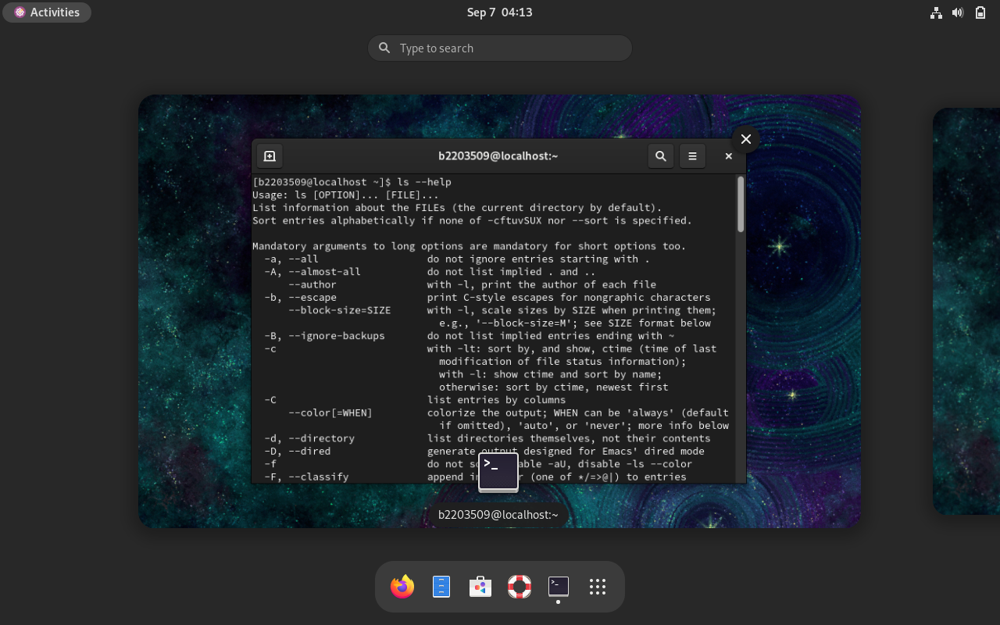 Activities
Sep 7 04:13
Type to search
b2203509@localhost:~
[b2203509@localhost ~]$ ls --help
Usage: ls [OPTION]... [FILE]...
List information about the FILEs (the current directory by default).
Sort entries alphabetically if none of -cftuvSUX nor --sort is specified.
Mandatory arguments to long options are mandatory for short options too.
-a, --all do not ignore entries starting with .
-A, --almost-all do not list implied . and ..
--author with -l, print the author of each file
-b, --escape print C-style escapes for nongraphic characters
--block-size=SIZE with -l, scale sizes by SIZE when printing them;
e.g., '--block-size=M'; see SIZE format below
-B, --ignore-backups do not list implied entries ending with ~
-c with -lt: sort by, and show, ctime (time of last
modification of file status information);
with -l: show ctime and sort by name;
otherwise: sort by ctime, newest first
-C list entries by columns
--color[=WHEN] colorize the output; WHEN can be 'always' (default
if omitted), 'auto', or 'never'; more info below
-d, --directory list directories themselves, not their contents
-D, --dired generate output designed for Emacs' dired mode
-f do not -aU, disable -ls --color
-F, --classify append (one of */=>@|) to entries
b2203509@localhost:~